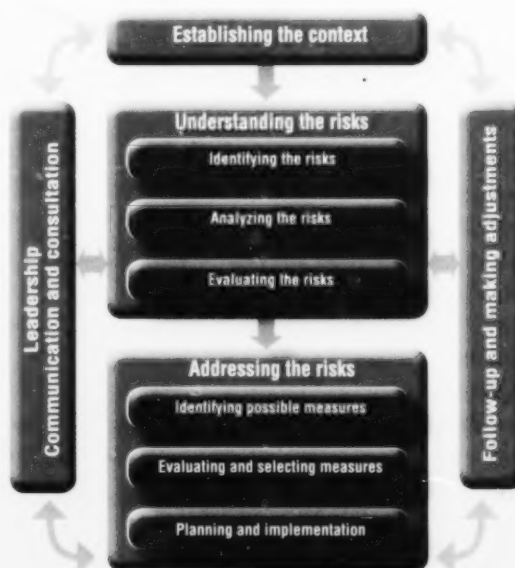 Establishing the context
Understanding the risks
Identifying the risks
Analyzing the risks
Evaluating the risks
Addressing the risks
Identifying possible measures
Evaluating and selecting measures
Planning and implementation
Leadership
Communication and consultation
Follow-up and making adjustments